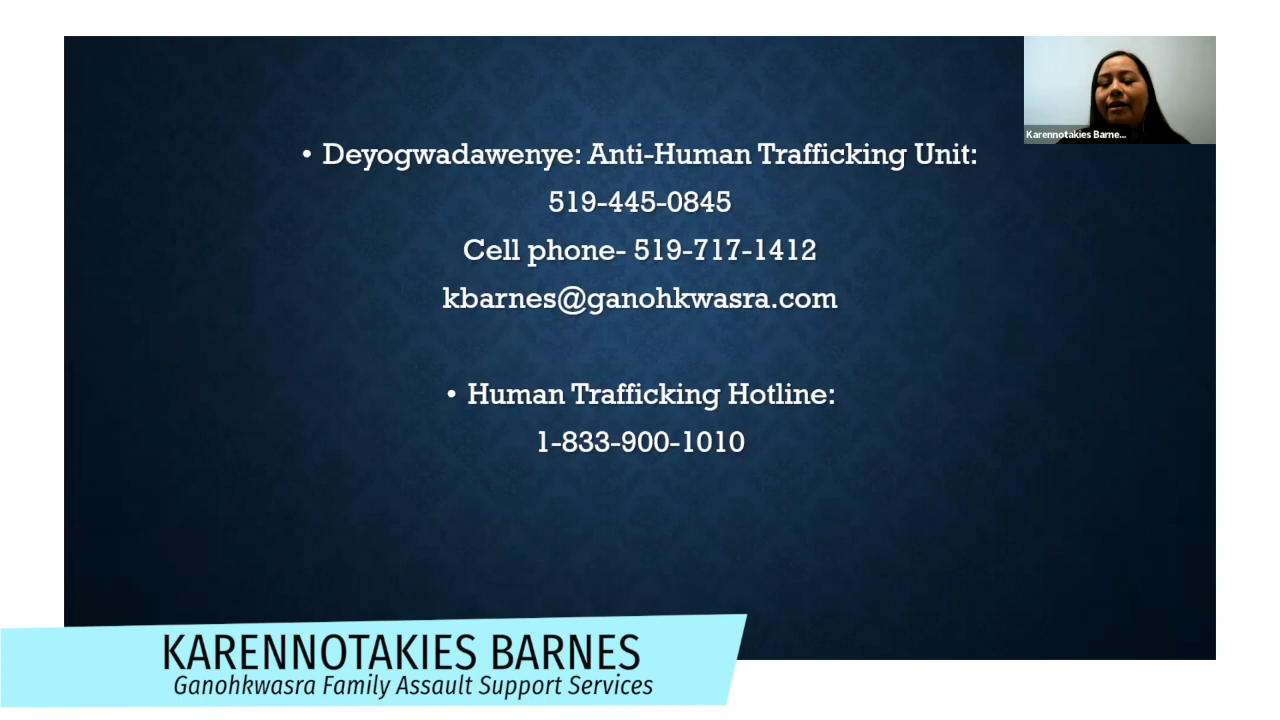 • Deyogwadawenye: Anti-Human Trafficking Unit:
519-445-0845
Cell phone- 519-717-1412
kbarnes@ganohkwasra.com
• Human Trafficking Hotline:
1-833-900-1010
Karennotakies Barne...
KARENNOTAKIES BARNES
Ganohkwasra Family Assault Support Services